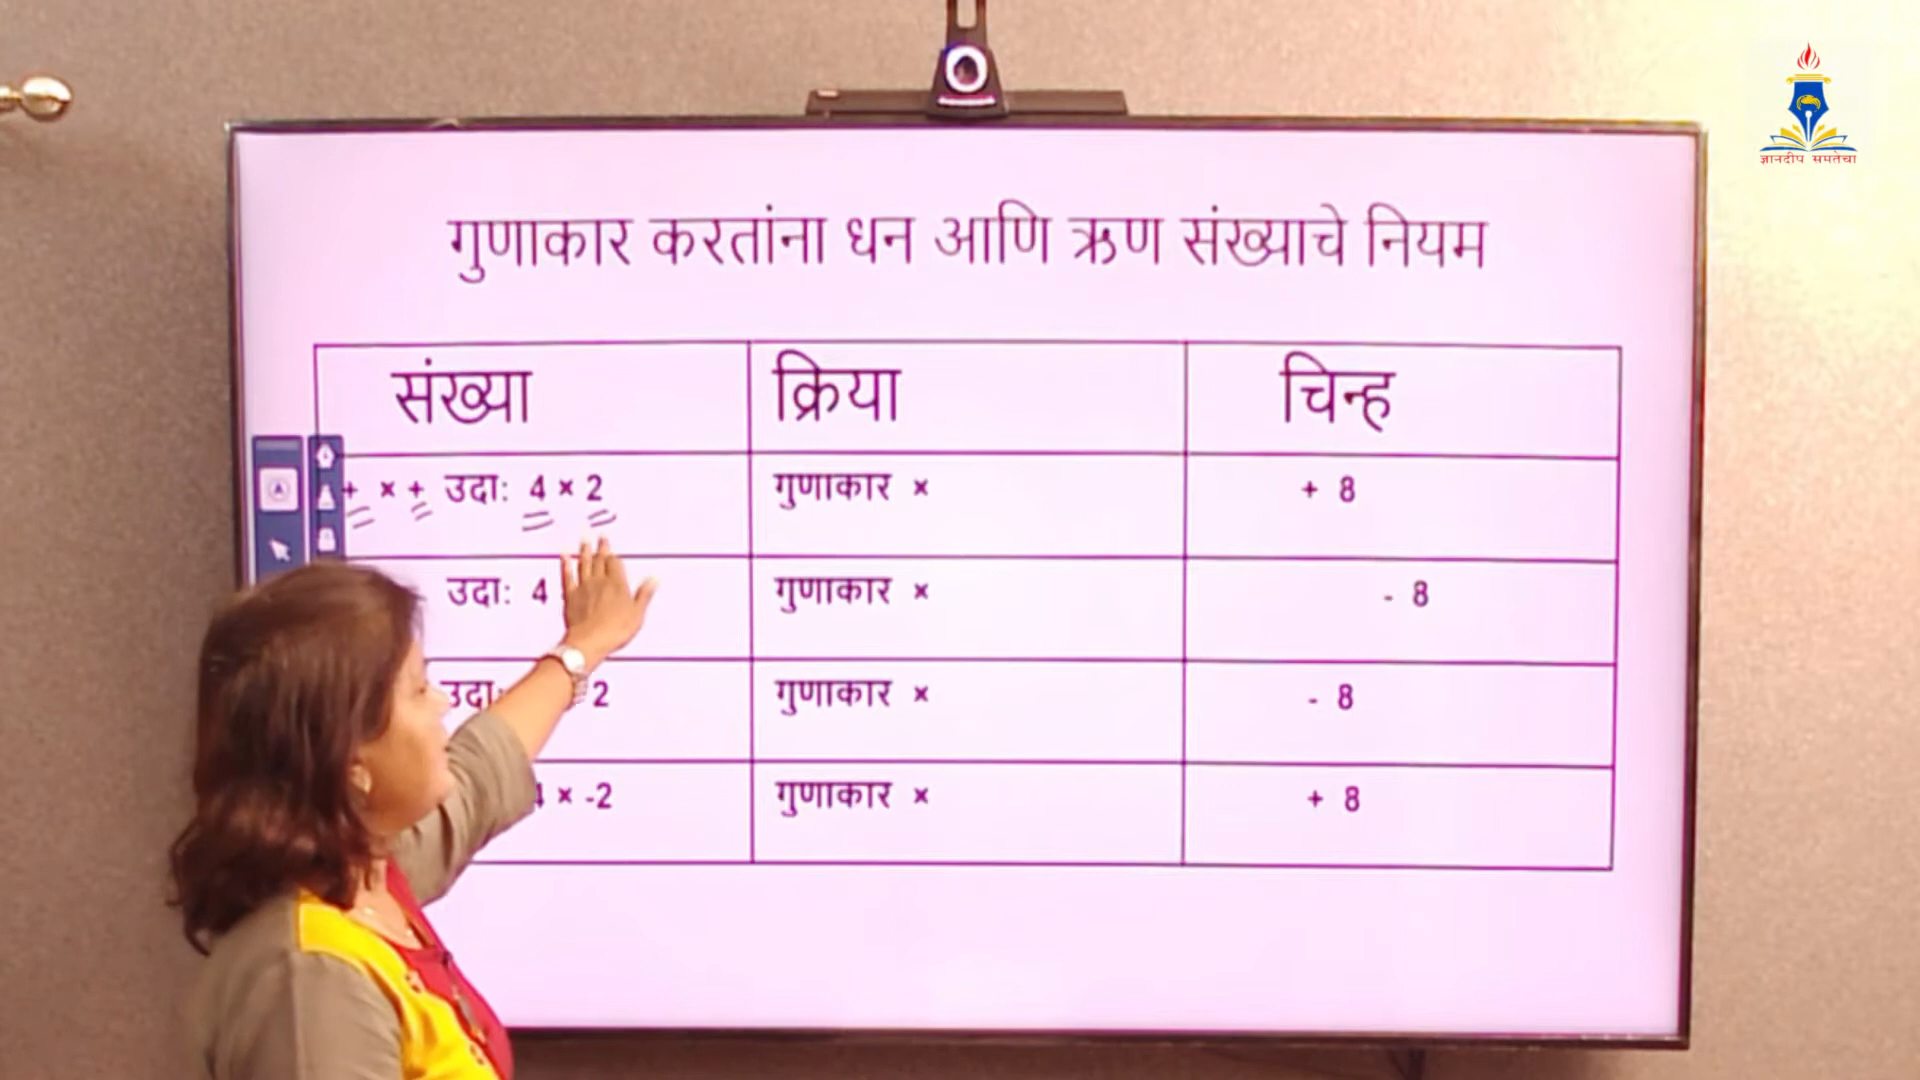 ज्ञानदीप समतेचा
गुणाकार करतांना धन आणि ऋण संख्याचे नियम
संख्या क्रिया चिन्ह
+ × + उदा: 4 × 2 गुणाकार × + 8
उदा: 4 गुणाकार × - 8
उदा: 2 गुणाकार × - 8
4 × -2 गुणाकार × + 8